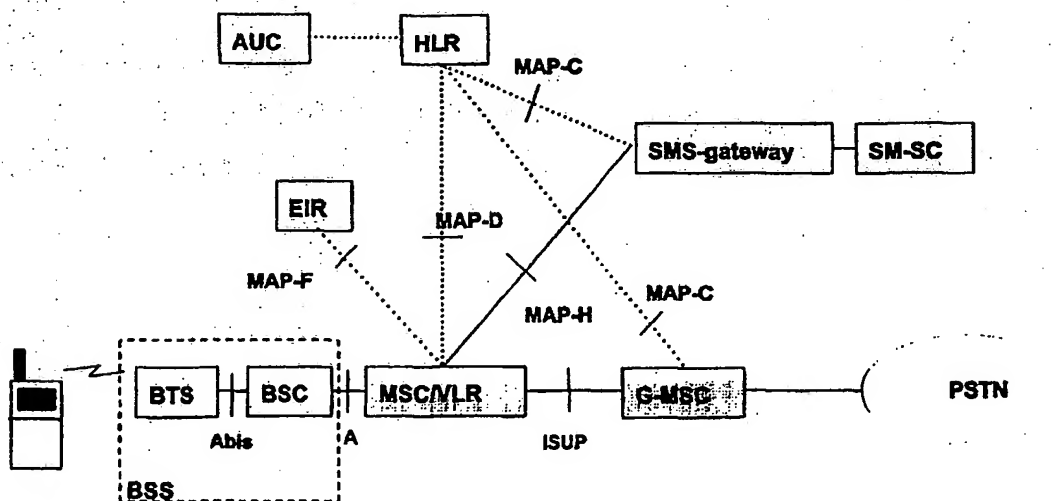 AUC
HLR
MAP-C
SMS-gateway
SM-SC
EIR
MAP-D
MAP-F
MAP-C
MAP-H
BTS
BSC
MSC/VLR
G-MSC
PSTN
Abis
A
ISUP
BSS